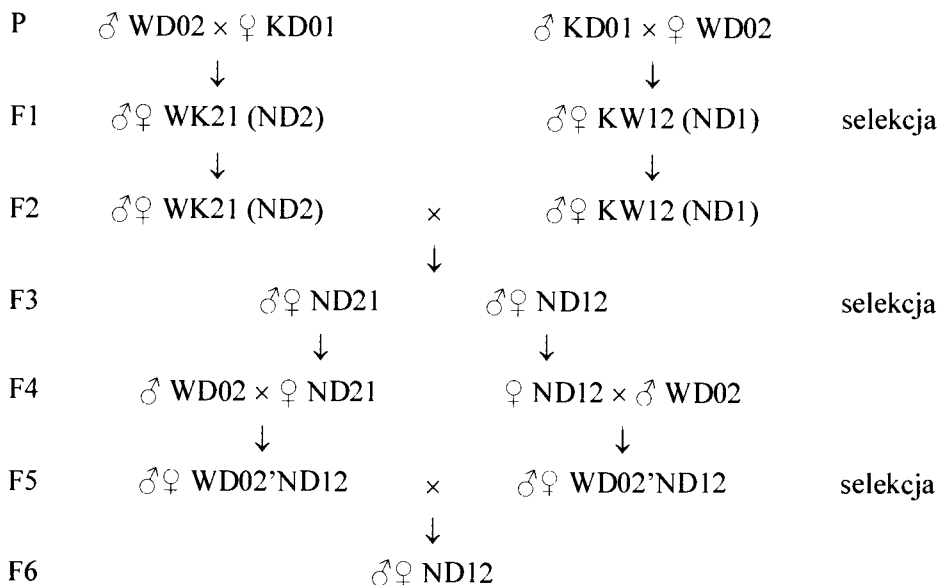 P ♂ WD02 × ♀ KD01 ♂ KD01 × ♀ WD02
↓ ↓
F1 ♂♀ WK21 (ND2) ♂♀ KW12 (ND1) selekcja
↓ ↓
F2 ♂♀ WK21 (ND2) × ♂♀ KW12 (ND1)
↓
F3 ♂♀ ND21 ♂♀ ND12 selekcja
↓ ↓
F4 ♂ WD02 × ♀ ND21 ♀ ND12 × ♂ WD02
↓ ↓
F5 ♂♀ WD02’ND12 × ♂♀ WD02’ND12 selekcja
↓
F6 ♂♀ ND12